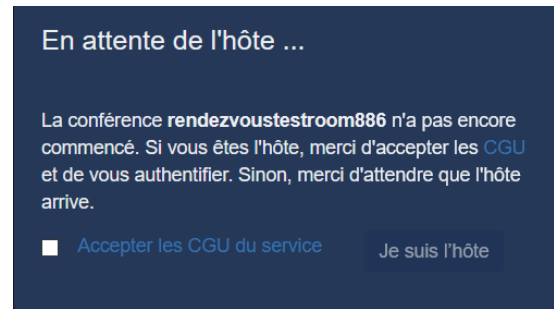 En attente de l'hôte ...
La conférence rendezvoustestroom886 n'a pas encore
commencé. Si vous êtes l'hôte, merci d'accepter les CGU
et de vous authentifier. Sinon, merci d'attendre que l'hôte
arrive.
Accepter les CGU du service Je suis l’hôte